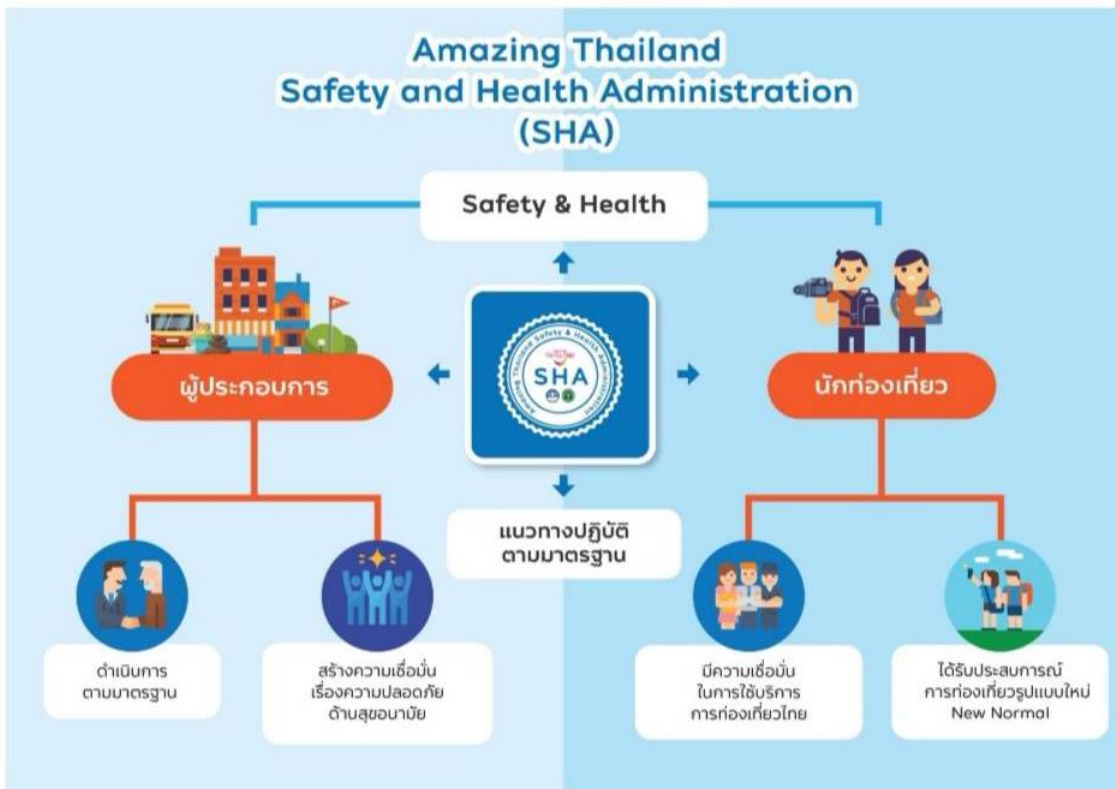 Amazing Thailand
Safety and Health Administration
(SHA)
Safety & Health
Amazing Thailand Safety & Health Administration
SHA
ผู้ประกอบการ
นักท่องเที่ยว
แนวทางปฏิบัติ
ตามมาตรฐาน
ดำเนินการ
ตามมาตรฐาน
สร้างความเชื่อมั่น
เรื่องความปลอดภัย
ด้านสุขอนามัย
มีความเชื่อมั่น
ในการใช้บริการ
การท่องเที่ยวไทย
ได้รับประสบการณ์
การท่องเที่ยวรูปแบบใหม่
New Normal